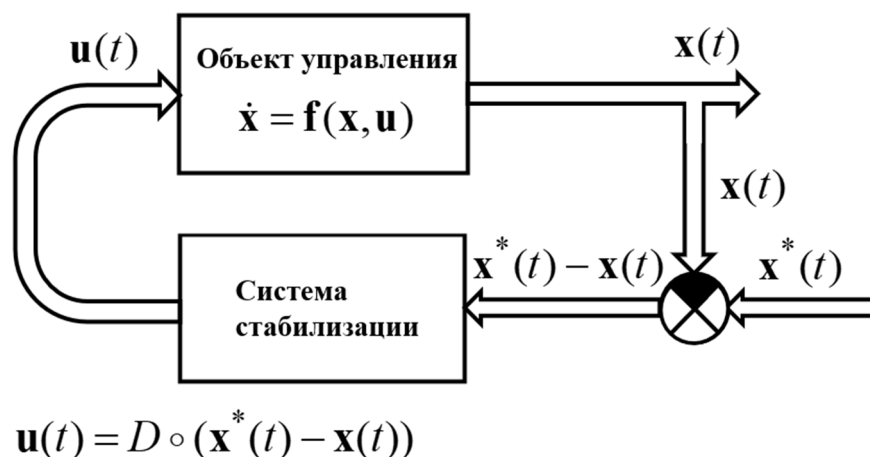 u(t)
Объект управления
ẋ = f(x, u)
x(t)
x(t)
Система
стабилизации
x*(t) − x(t)
x*(t)
u(t) = D ∘ (x*(t) − x(t))